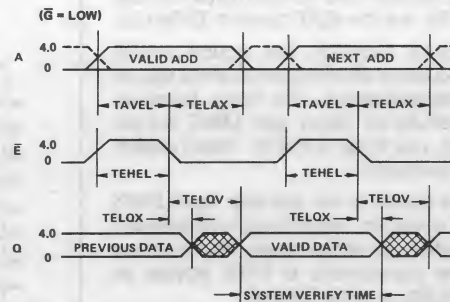 (G̅ = LOW)
A
4.0
0
VALID ADD
NEXT ADD
TAVEL
TELAX
TAVEL
TELAX
E̅
4.0
0
TEHEL
TEHEL
TELQV
TELQV
TELQX
TELQX
Q
4.0
0
PREVIOUS DATA
VALID DATA
SYSTEM VERIFY TIME